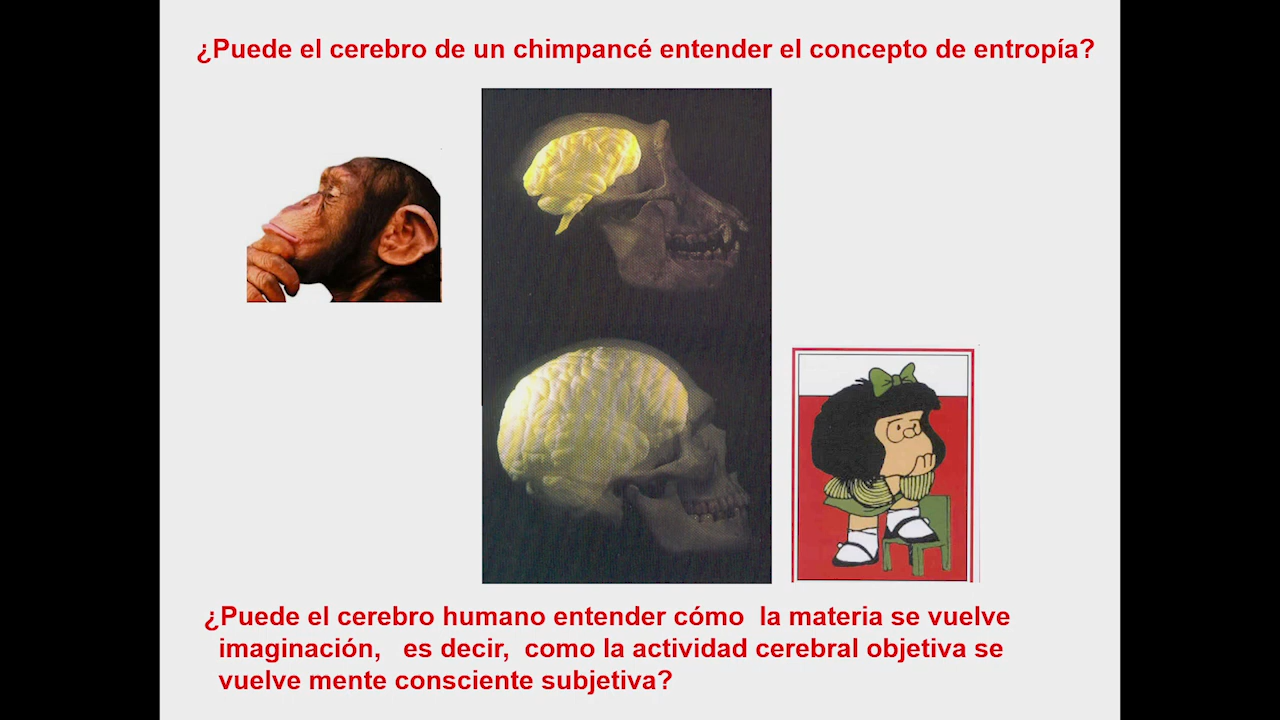 ¿Puede el cerebro de un chimpancé entender el concepto de entropía?
¿Puede el cerebro humano entender cómo la materia se vuelve
imaginación, es decir, como la actividad cerebral objetiva se
vuelve mente consciente subjetiva?